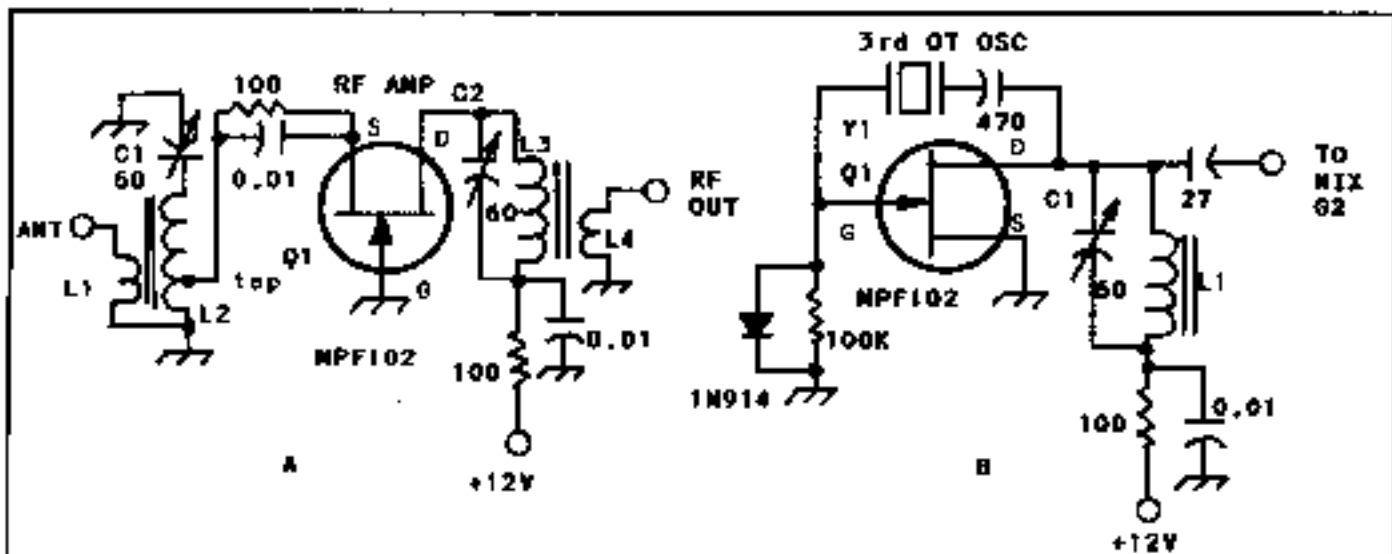 100
RF AMP
C2
S
D
L3
C1
60
0.01
60
RF
OUT
ANT
L4
Q1
tap
L1
L2
G
MPF102
100
0.01
+12V
A
3rd OT OSC
470
Y1
D
TO
MIX
G2
Q1
C1
27
G
S
60
L1
MPF102
100K
1N914
100
0.01
B
+12V